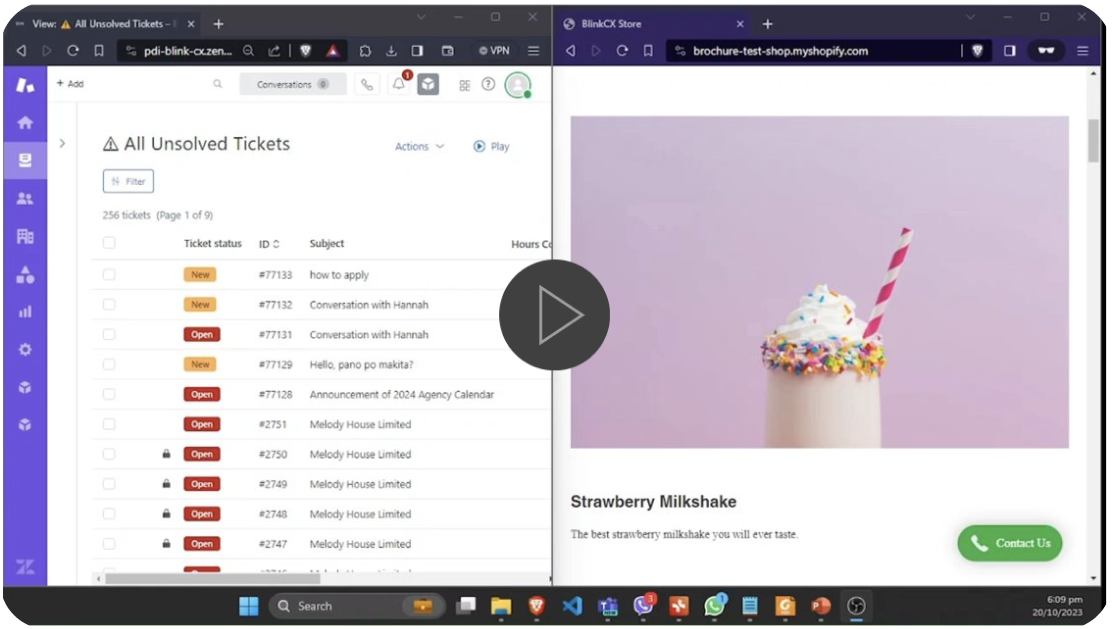 View: ⚠ All Unsolved Tickets –
BlinkCX Store
pdi-blink-cx.zen...
VPN
brochure-test-shop.myshopify.com
+ Add
Conversations 0
1
All Unsolved Tickets
Actions
Play
Filter
256 tickets (Page 1 of 9)
Ticket status ID Subject Hours Co
New #77133 how to apply
New #77132 Conversation with Hannah
Open #77131 Conversation with Hannah
New #77129 Hello, pano po makita?
Open #77128 Announcement of 2024 Agency Calendar
Open #2751 Melody House Limited
Open #2750 Melody House Limited
Open #2749 Melody House Limited
Open #2748 Melody House Limited
Open #2747 Melody House Limited
Strawberry Milkshake
The best strawberry milkshake you will ever taste.
Contact Us
Search
3
1
6:09 pm
20/10/2023